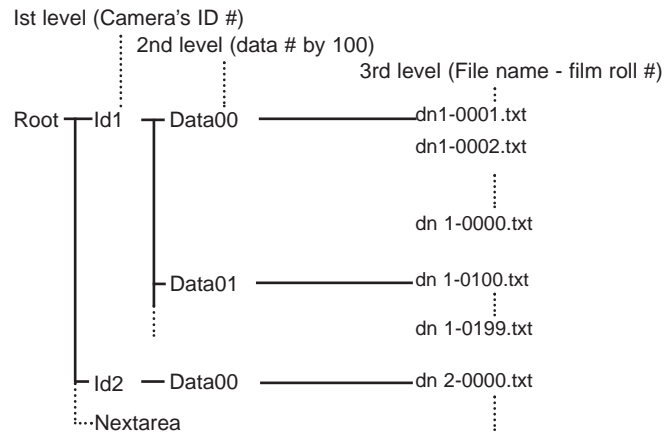 Ist level (Camera's ID #)
2nd level (data # by 100)
3rd level (File name - film roll #)
Root Id1 Data00 dn1-0001.txt
dn1-0002.txt
dn 1-0000.txt
Data01 dn 1-0100.txt
dn 1-0199.txt
Id2 Data00 dn 2-0000.txt
Nextarea